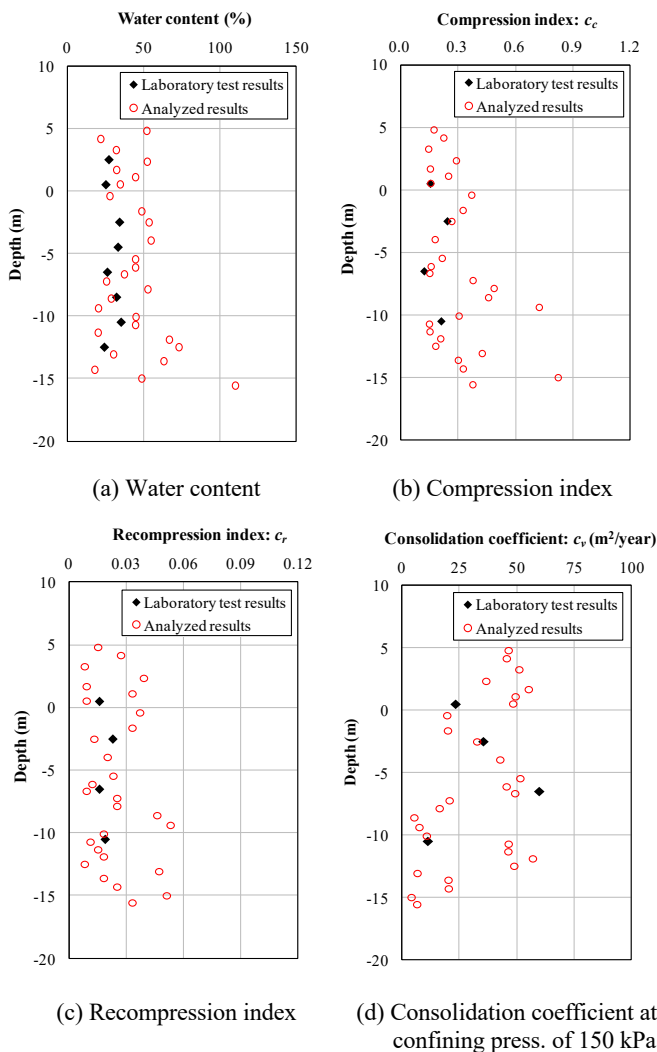 Water content (%)
0 50 100 150
10
5
0
-5
-10
-15
-20
Depth (m)
Laboratory test results
Analyzed results
(a) Water content
Compression index: cc
0.0 0.3 0.6 0.9 1.2
10
5
0
-5
-10
-15
-20
Depth (m)
Laboratory test results
Analyzed results
(b) Compression index
Recompression index: cr
0 0.03 0.06 0.09 0.12
10
5
0
-5
-10
-15
-20
Depth (m)
Laboratory test results
Analyzed results
(c) Recompression index
Consolidation coefficient: cv (m2/year)
0 25 50 75 100
10
5
0
-5
-10
-15
-20
Depth (m)
Laboratory test results
Analyzed results
(d) Consolidation coefficient at
confining press. of 150 kPa